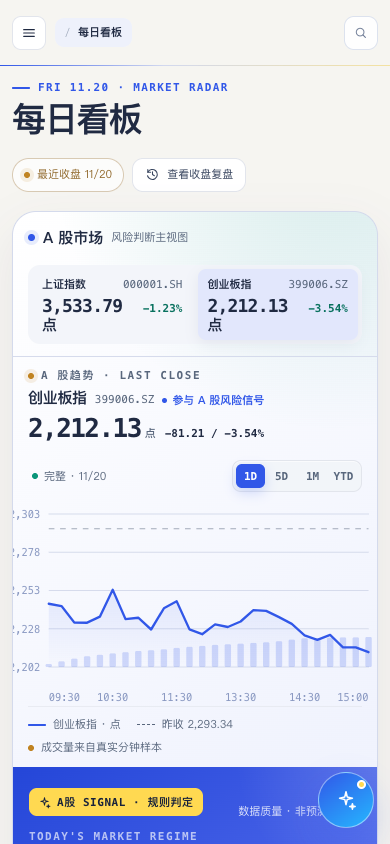 / 每日看板
FRI 11.20 · MARKET RADAR
每日看板
最近收盘 11/20
查看收盘复盘
A 股市场 风险判断主视图
上证指数 000001.SH
3,533.79点 -1.23%
创业板指 399006.SZ
2,212.13点 -3.54%
A 股趋势 · LAST CLOSE
创业板指 399006.SZ 参与 A 股风险信号
2,212.13 点 -81.21 / -3.54%
完整 · 11/20
1D 5D 1M YTD
2,303
2,278
2,253
2,228
2,202
09:30 10:30 11:30 13:30 14:30 15:00
创业板指 · 点 昨收 2,293.34
成交量来自真实分钟样本
A股 SIGNAL · 规则判定
数据质量 · 非预
TODAY'S MARKET REGIME